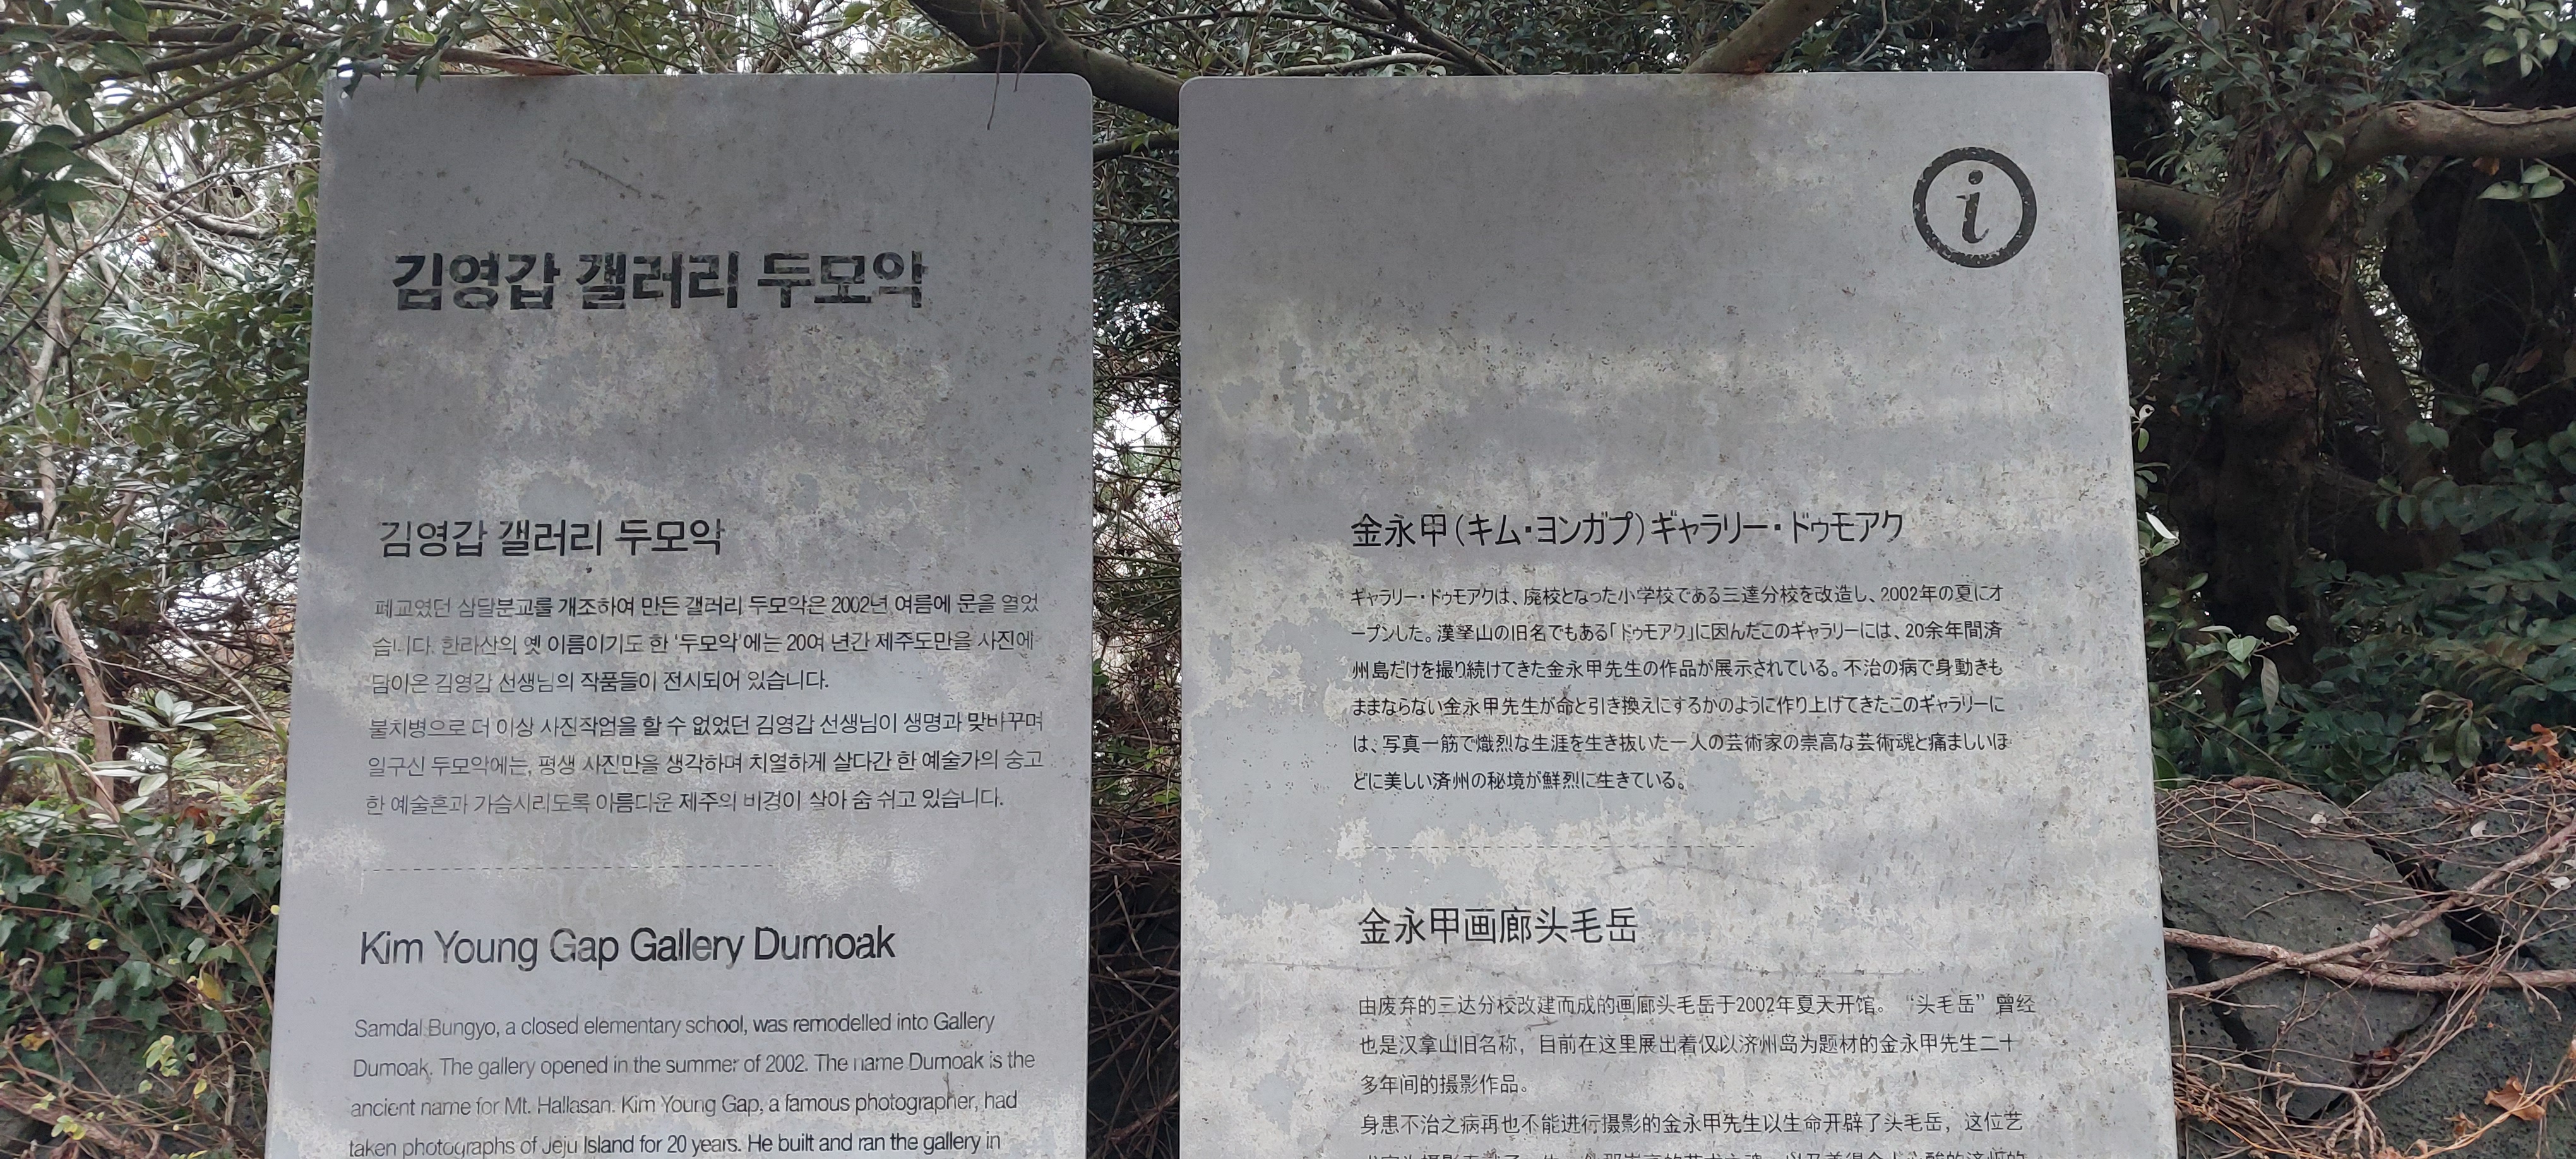 김영갑 갤러리 두모악
김영갑 갤러리 두모악
폐교였던 삼달분교를 개조하여 만든 갤러리 두모악은 2002년 여름에 문을 열었
습니다. 한라산의 옛 이름이기도 한 '두모악'에는 20여 년간 제주도만을 사진에
담아온 김영갑 선생님의 작품들이 전시되어 있습니다.
불치병으로 더 이상 사진작업을 할 수 없었던 김영갑 선생님이 생명과 맞바꾸며
일구신 두모악에는, 평생 사진만을 생각하며 치열하게 살다간 한 예술가의 숭고
한 예술혼과 가슴시리도록 아름다운 제주의 비경이 살아 숨 쉬고 있습니다.
Kim Young Gap Gallery Dumoak
Samdal Bungyo, a closed elementary school, was remodelled into Gallery
Dumoak. The gallery opened in the summer of 2002. The name Dumoak is the
ancient name for Mt. Hallasan. Kim Young Gap, a famous photographer, had
taken photographs of Jeju Island for 20 years. He built and ran the gallery in
i
金永甲(キム・ヨンガプ)ギャラリー・ドゥモアク
ギャラリー・ドゥモアクは、廃校となった小学校である三達分校を改造し、2002年の夏にオ
ープンした。漢拏山の旧名でもある「ドゥモアク」に因んだこのギャラリーには、20余年間済
州島だけを撮り続けてきた金永甲先生の作品が展示されている。不治の病で身動きも
ままならない金永甲先生が命と引き換えにするかのように作り上げてきたこのギャラリーに
は、写真一筋で熾烈な生涯を生き抜いた一人の芸術家の崇高な芸術魂と痛ましいほ
どに美しい済州の秘境が鮮烈に生きている。
金永甲画廊头毛岳
由废弃的三达分校改建而成的画廊头毛岳于2002年夏天开馆。“头毛岳”曾经
也是汉拿山旧名称，目前在这里展出着仅以济州岛为题材的金永甲先生二十
多年间的摄影作品。
身患不治之病再也不能进行摄影的金永甲先生以生命开辟了头毛岳，这位艺